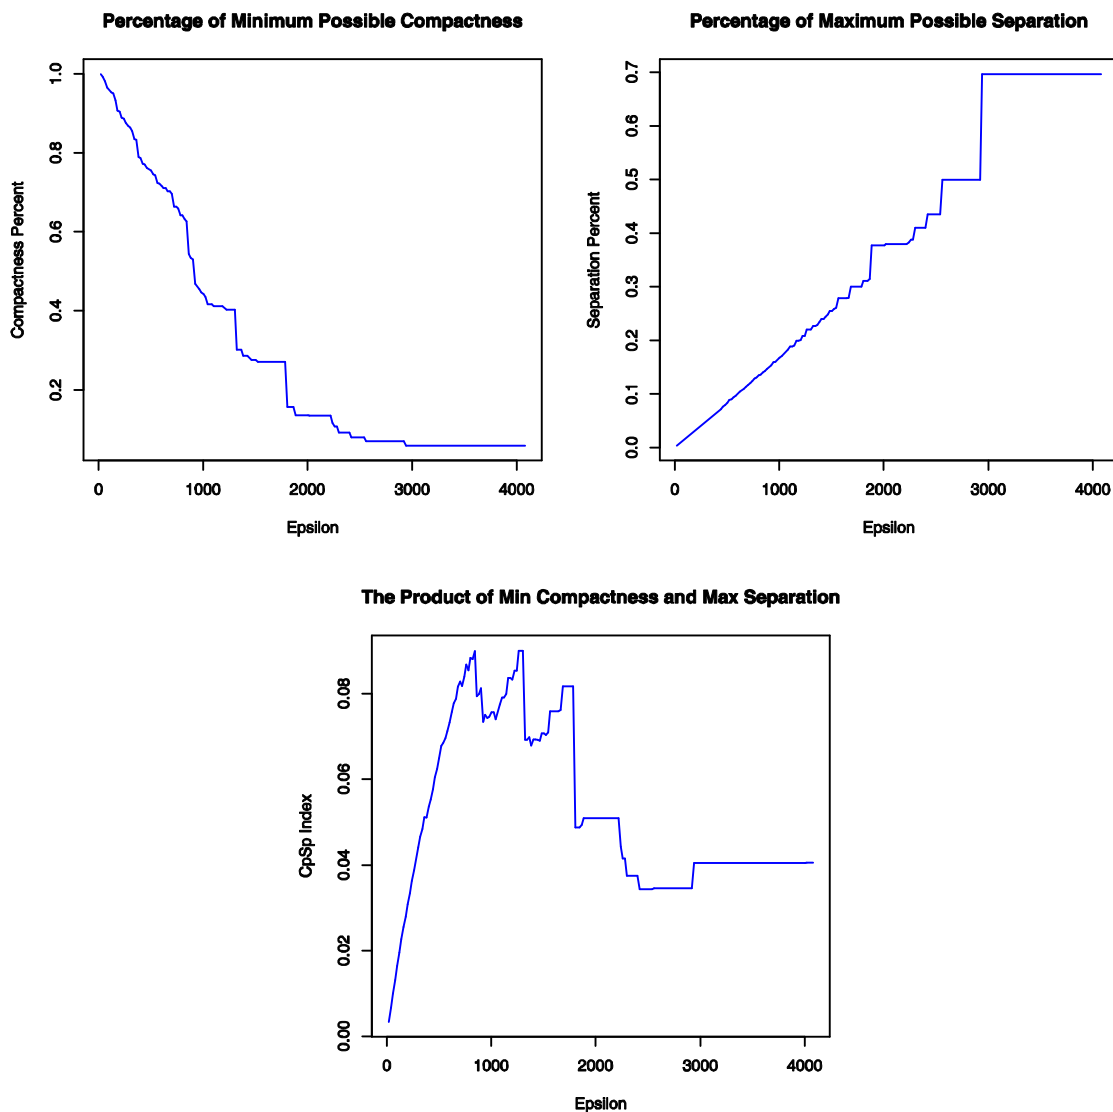 Percentage of Minimum Possible Compactness
Compactness Percent
1.0
0.8
0.6
0.4
0.2
0 1000 2000 3000 4000
Epsilon
Percentage of Maximum Possible Separation
Separation Percent
0.7
0.6
0.5
0.4
0.3
0.2
0.1
0.0
0 1000 2000 3000 4000
Epsilon
The Product of Min Compactness and Max Separation
CpSp Index
0.08
0.06
0.04
0.02
0.00
0 1000 2000 3000 4000
Epsilon